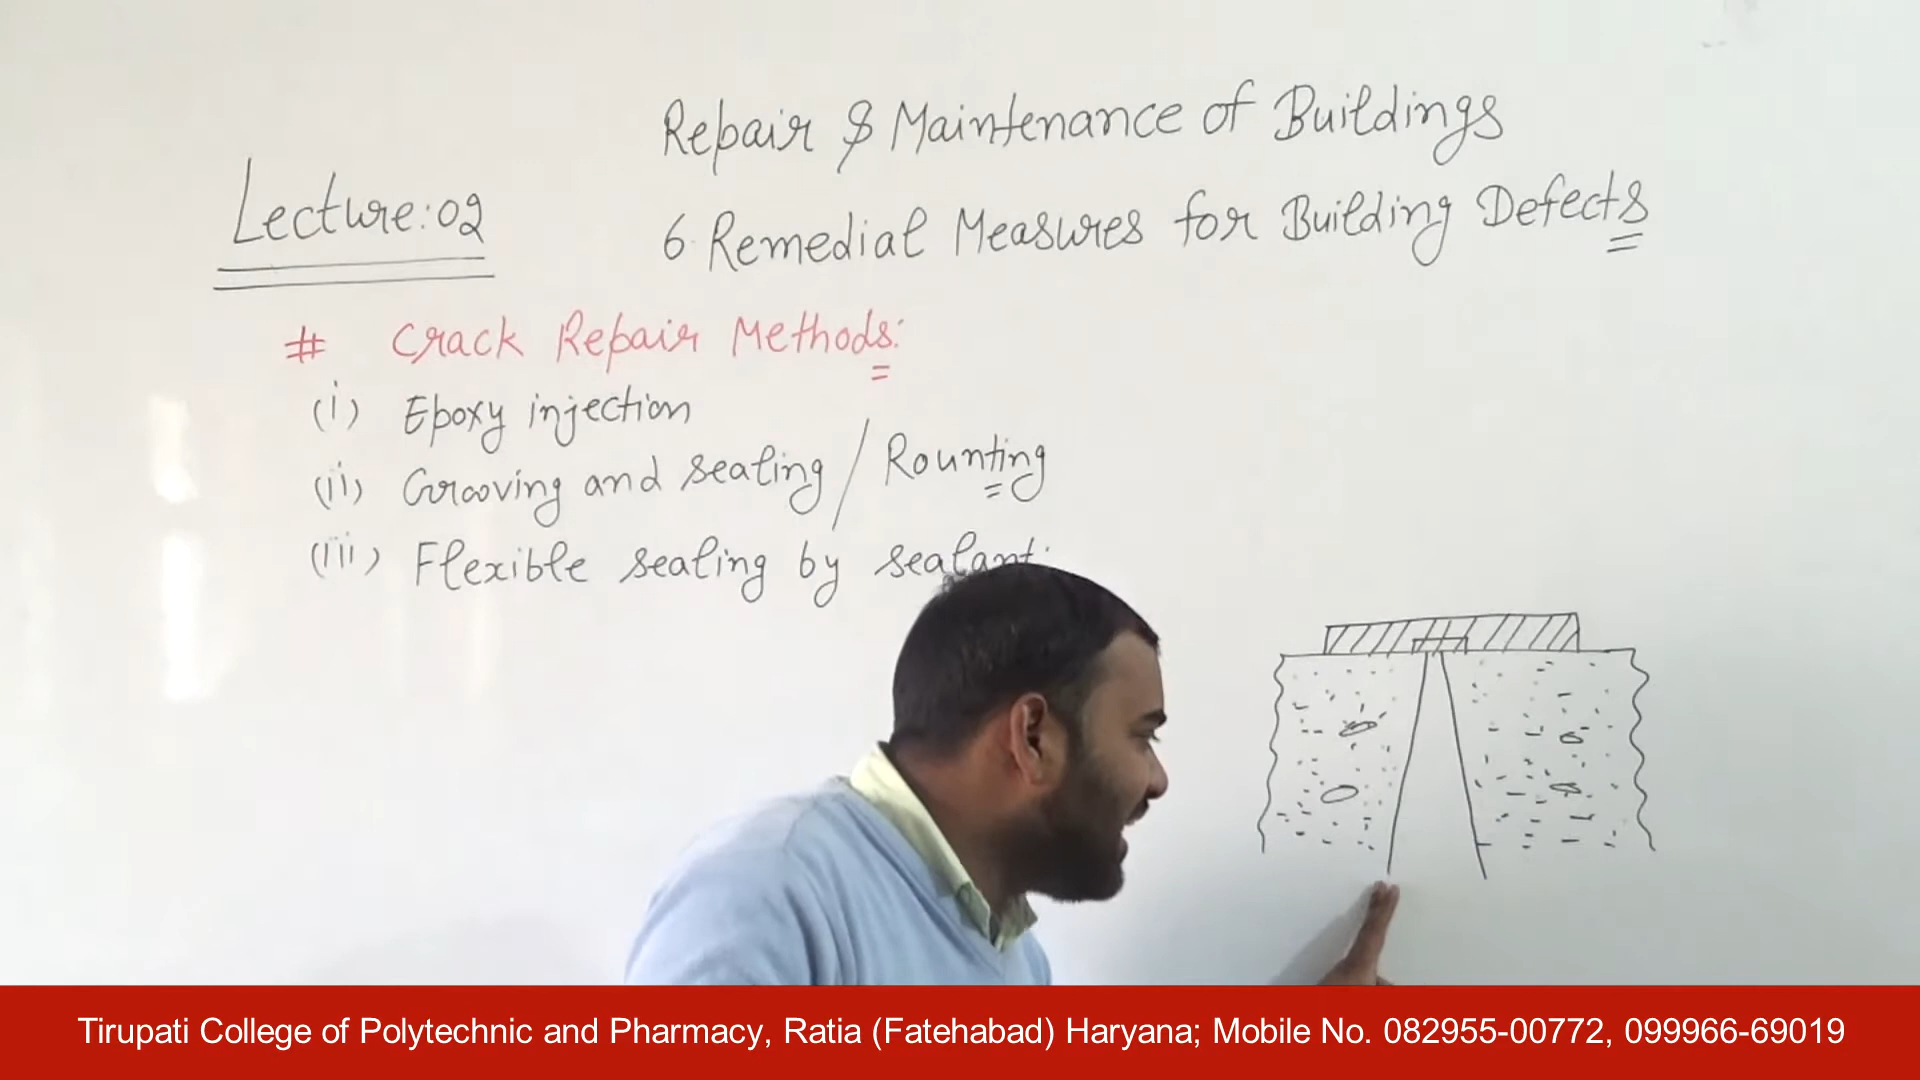 Repair & Maintenance of Buildings
Lecture:02
6. Remedial Measures for Building Defects
# Crack Repair Methods:
(i) Epoxy injection
(ii) Grooving and sealing / Rounting
(iii) Flexible sealing by sealant.
Tirupati College of Polytechnic and Pharmacy, Ratia (Fatehabad) Haryana; Mobile No. 082955-00772, 099966-69019